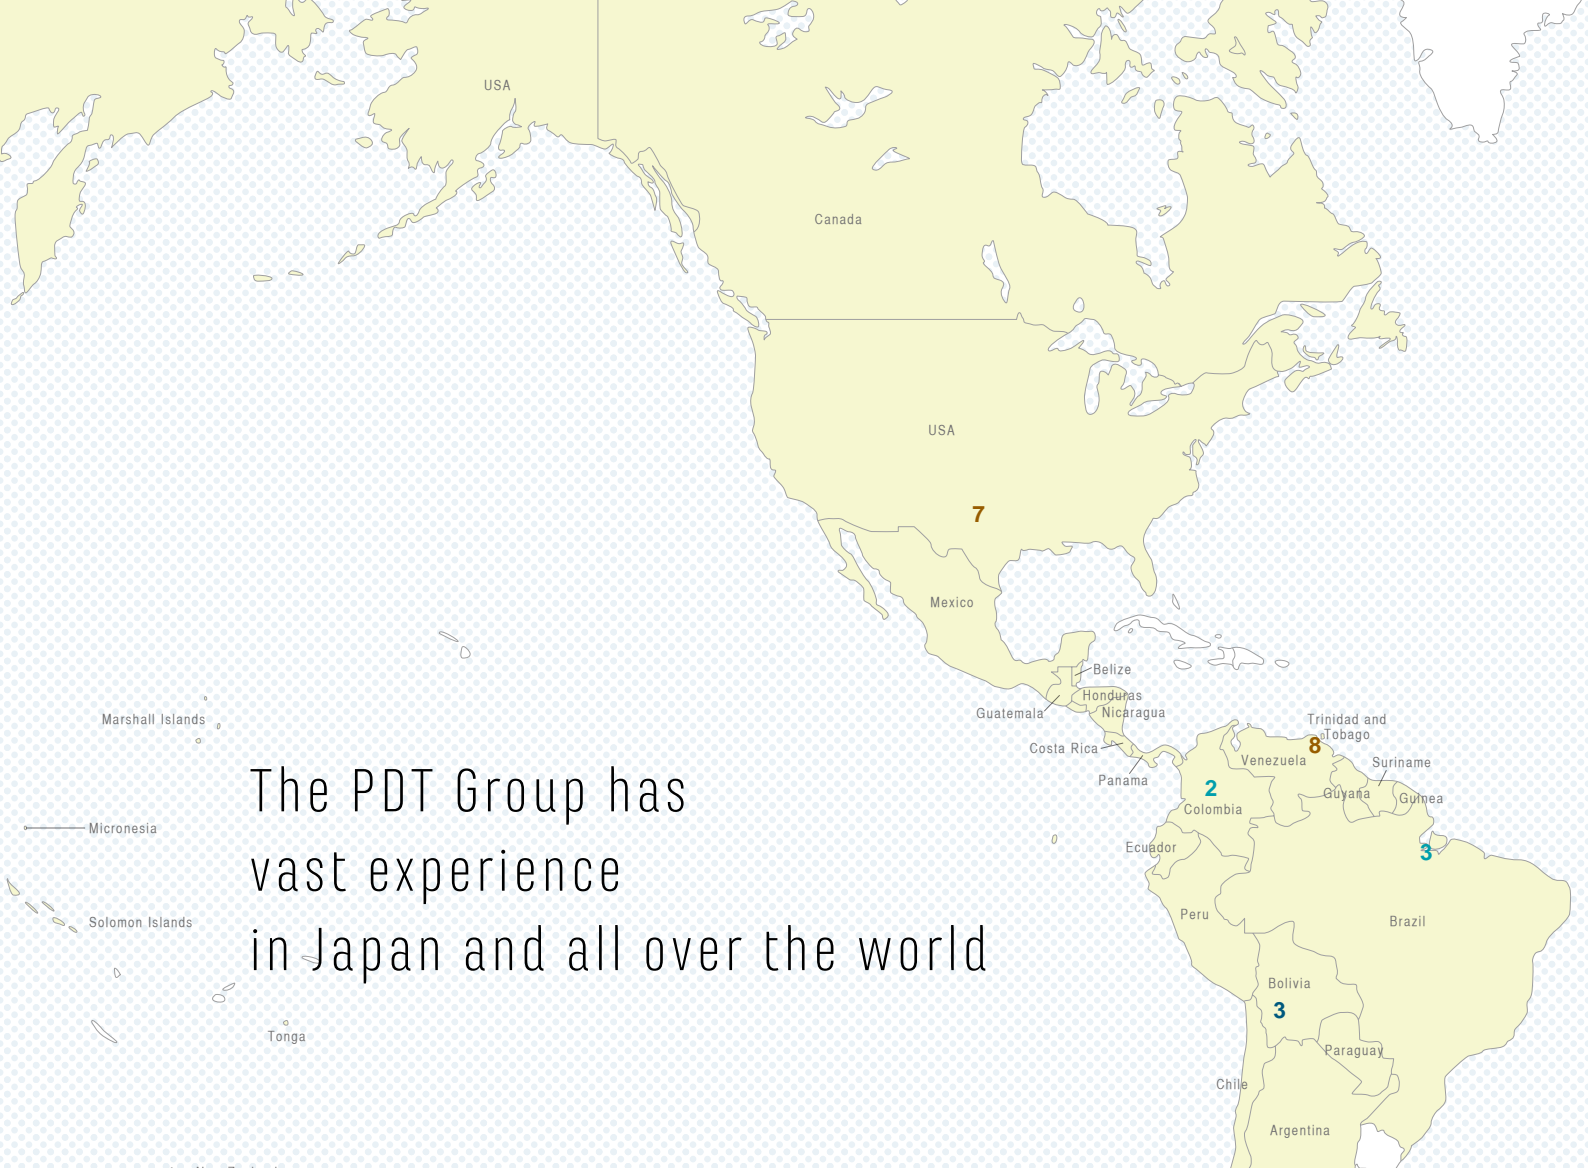 USA
Canada
USA
7
Mexico
Belize
Honduras
Guatemala
Nicaragua
Marshall Islands
Trinidad and
Tobago
8
Costa Rica
Venezuela
Suriname
Panama
2
Guyana
Guinea
Colombia
The PDT Group has
vast experience
in Japan and all over the world
Micronesia
Ecuador
3
Solomon Islands
Peru
Brazil
Bolivia
3
Tonga
Paraguay
Chile
Argentina